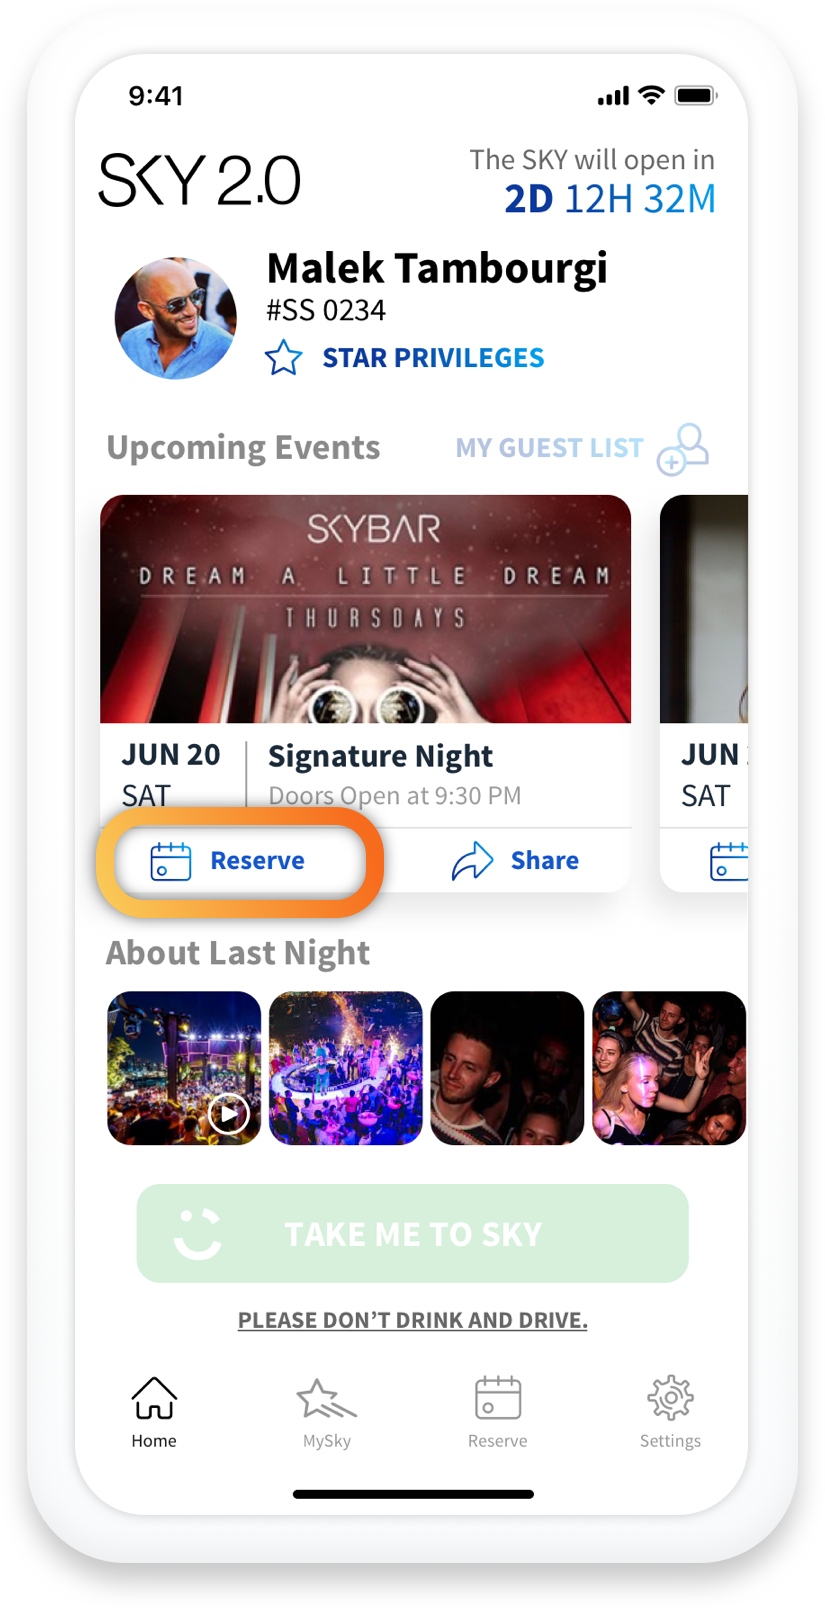 9:41
SKY 2.0
The SKY will open in
2D 12H 32M
Malek Tambourgi
#SS 0234
STAR PRIVILEGES
Upcoming Events
MY GUEST LIST
SKYBAR
DREAM A LITTLE DREAM
THURSDAYS
JUN 20
SAT
Signature Night
Doors Open at 9:30 PM
Reserve
Share
JUN
SAT
About Last Night
TAKE ME TO SKY
PLEASE DON'T DRINK AND DRIVE.
Home
MySky
Reserve
Settings